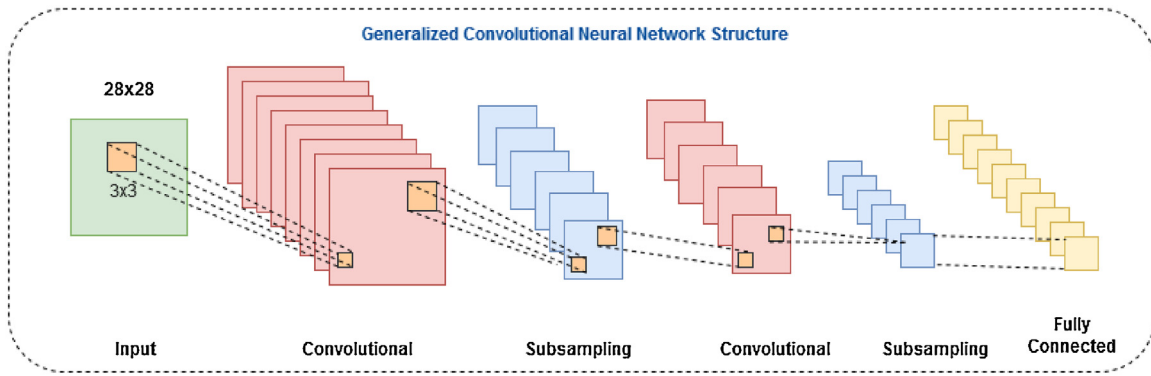 Generalized Convolutional Neural Network Structure
28x28
3x3
Input
Convolutional
Subsampling
Convolutional
Subsampling
Fully
Connected